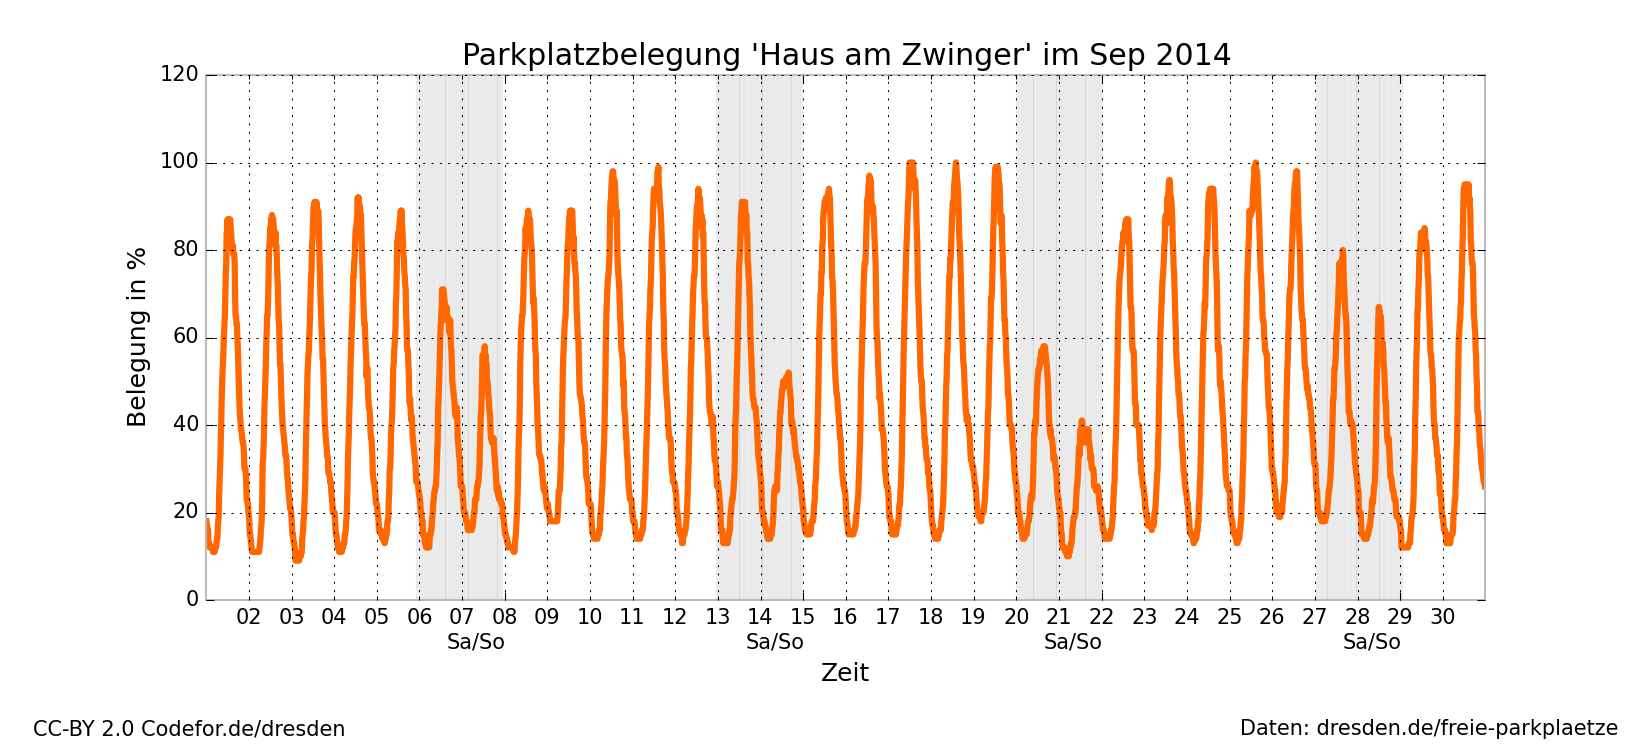 Parkplatzbelegung 'Haus am Zwinger' im Sep 2014
120
100
80
60
40
20
0
Belegung in %
02 03 04 05 06 07 08 09 10 11 12 13 14 15 16 17 18 19 20 21 22 23 24 25 26 27 28 29 30
Sa/So Sa/So Sa/So Sa/So
Zeit
CC-BY 2.0 Codefor.de/dresden
Daten: dresden.de/freie-parkplaetze